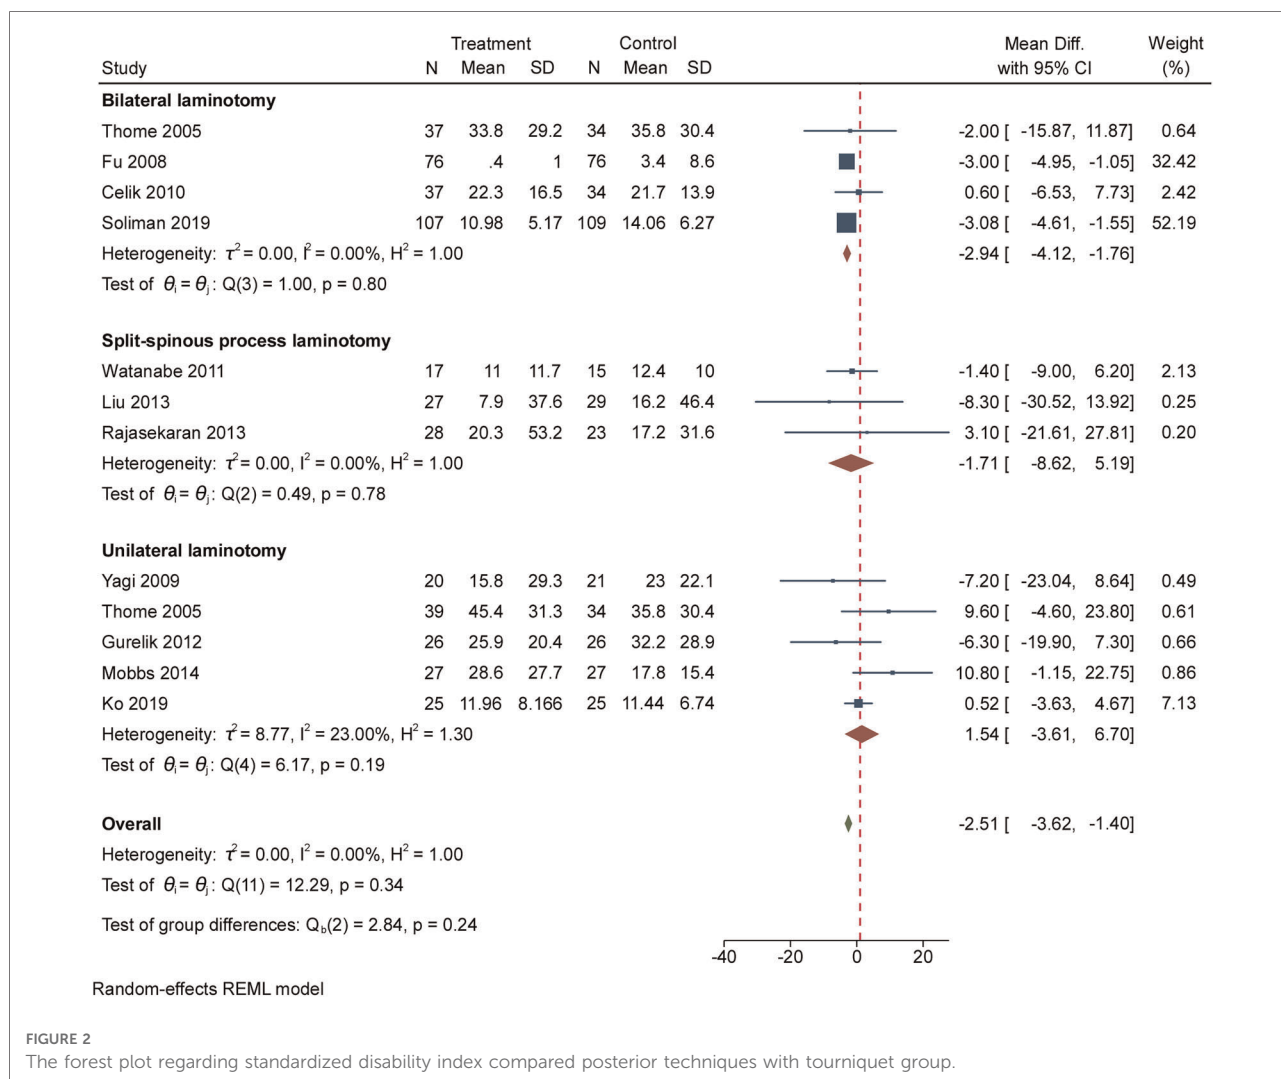 Treatment Control Mean Diff. Weight
Study N Mean SD N Mean SD with 95% CI (%)
Bilateral laminotomy
Thome 2005 37 33.8 29.2 34 35.8 30.4 -2.00 [ -15.87, 11.87] 0.64
Fu 2008 76 .4 1 76 3.4 8.6 -3.00 [ -4.95, -1.05] 32.42
Celik 2010 37 22.3 16.5 34 21.7 13.9 0.60 [ -6.53, 7.73] 2.42
Soliman 2019 107 10.98 5.17 109 14.06 6.27 -3.08 [ -4.61, -1.55] 52.19
Heterogeneity: τ² = 0.00, I² = 0.00%, H² = 1.00 -2.94 [ -4.12, -1.76]
Test of θi = θj: Q(3) = 1.00, p = 0.80
Split-spinous process laminotomy
Watanabe 2011 17 11 11.7 15 12.4 10 -1.40 [ -9.00, 6.20] 2.13
Liu 2013 27 7.9 37.6 29 16.2 46.4 -8.30 [ -30.52, 13.92] 0.25
Rajasekaran 2013 28 20.3 53.2 23 17.2 31.6 3.10 [ -21.61, 27.81] 0.20
Heterogeneity: τ² = 0.00, I² = 0.00%, H² = 1.00 -1.71 [ -8.62, 5.19]
Test of θi = θj: Q(2) = 0.49, p = 0.78
Unilateral laminotomy
Yagi 2009 20 15.8 29.3 21 23 22.1 -7.20 [ -23.04, 8.64] 0.49
Thome 2005 39 45.4 31.3 34 35.8 30.4 9.60 [ -4.60, 23.80] 0.61
Gurelik 2012 26 25.9 20.4 26 32.2 28.9 -6.30 [ -19.90, 7.30] 0.66
Mobbs 2014 27 28.6 27.7 27 17.8 15.4 10.80 [ -1.15, 22.75] 0.86
Ko 2019 25 11.96 8.166 25 11.44 6.74 0.52 [ -3.63, 4.67] 7.13
Heterogeneity: τ² = 8.77, I² = 23.00%, H² = 1.30 1.54 [ -3.61, 6.70]
Test of θi = θj: Q(4) = 6.17, p = 0.19
Overall -2.51 [ -3.62, -1.40]
Heterogeneity: τ² = 0.00, I² = 0.00%, H² = 1.00
Test of θi = θj: Q(11) = 12.29, p = 0.34
Test of group differences: Qb(2) = 2.84, p = 0.24
-40 -20 0 20
Random-effects REML model
FIGURE 2
The forest plot regarding standardized disability index compared posterior techniques with tourniquet group.